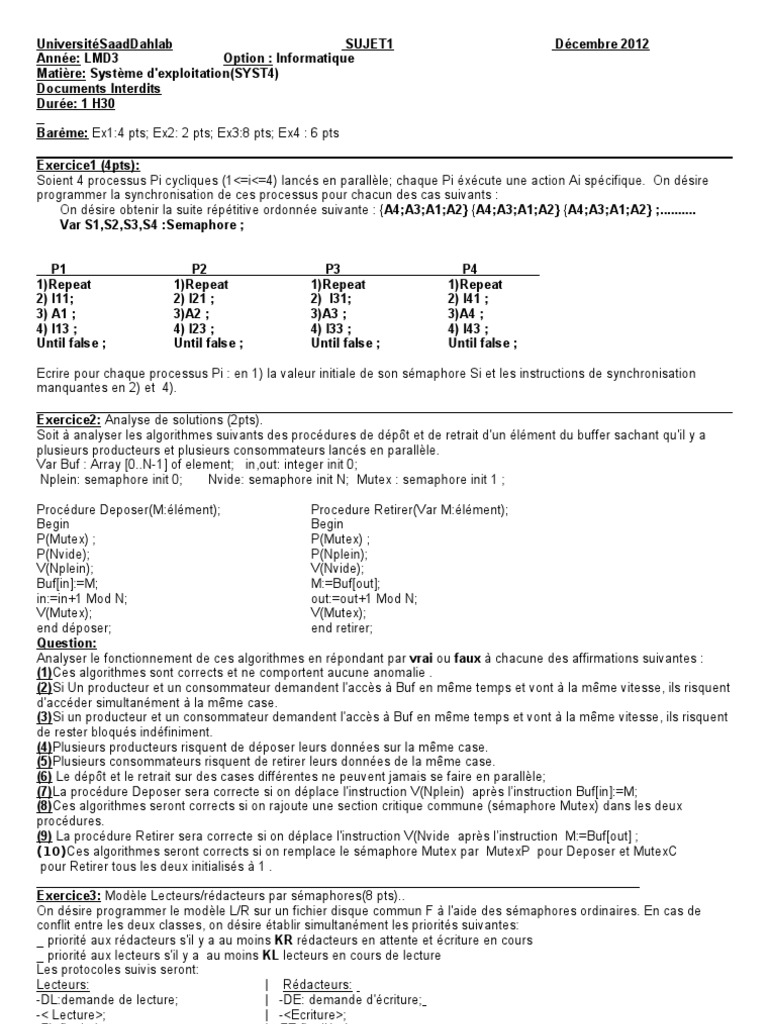 UniversitéSaadDahlab SUJET1 Décembre 2012
Année: LMD3 Option : Informatique
Matière: Système d'exploitation(SYST4)
Documents Interdits
Durée: 1 H30
_
Baréme: Ex1:4 pts; Ex2: 2 pts; Ex3:8 pts; Ex4 : 6 pts
Exercice1 (4pts):
Soient 4 processus Pi cycliques (1<=i<=4) lancés en parallèle; chaque Pi éxécute une action Ai spécifique. On désire
programmer la synchronisation de ces processus pour chacun des cas suivants :
On désire obtenir la suite répétitive ordonnée suivante : {A4;A3;A1;A2} {A4;A3;A1;A2} {A4;A3;A1;A2} ;..........
Var S1,S2,S3,S4 :Semaphore ;
P1 P2 P3 P4
1)Repeat 1)Repeat 1)Repeat 1)Repeat
2) I11; 2) I21 ; 2) I31; 2) I41 ;
3) A1 ; 3)A2 ; 3)A3 ; 3)A4 ;
4) I13 ; 4) I23 ; 4) I33 ; 4) I43 ;
Until false ; Until false ; Until false ; Until false ;
Ecrire pour chaque processus Pi : en 1) la valeur initiale de son sémaphore Si et les instructions de synchronisation
manquantes en 2) et 4).
Exercice2: Analyse de solutions (2pts).
Soit à analyser les algorithmes suivants des procédures de dépôt et de retrait d'un élément du buffer sachant qu'il y a
plusieurs producteurs et plusieurs consommateurs lancés en parallèle.
Var Buf : Array [0..N-1] of element; in,out: integer init 0;
Nplein: semaphore init 0; Nvide: semaphore init N; Mutex : semaphore init 1 ;
Procédure Deposer(M:élément); Procédure Retirer(Var M:élément);
Begin Begin
P(Mutex) ; P(Mutex) ;
P(Nvide); P(Nplein);
V(Nplein); V(Nvide);
Buf[in]:=M; M:=Buf[out];
in:=in+1 Mod N; out:=out+1 Mod N;
V(Mutex); V(Mutex);
end déposer; end retirer;
Question:
Analyser le fonctionnement de ces algorithmes en répondant par vrai ou faux à chacune des affirmations suivantes :
(1)Ces algorithmes sont corrects et ne comportent aucune anomalie .
(2)Si Un producteur et un consommateur demandent l'accès à Buf en même temps et vont à la même vitesse, ils risquent
d'accéder simultanément à la même case.
(3)Si un producteur et un consommateur demandent l'accès à Buf en même temps et vont à la même vitesse, ils risquent
de rester bloqués indéfiniment.
(4)Plusieurs producteurs risquent de déposer leurs données sur la même case.
(5)Plusieurs consommateurs risquent de retirer leurs données de la même case.
(6) Le dépôt et le retrait sur des cases différentes ne peuvent jamais se faire en parallèle;
(7)La procédure Deposer sera correcte si on déplace l'instruction V(Nplein) après l'instruction Buf[in]:=M;
(8)Ces algorithmes seront corrects si on rajoute une section critique commune (sémaphore Mutex) dans les deux
procédures.
(9) La procédure Retirer sera correcte si on déplace l'instruction V(Nvide après l'instruction M:=Buf[out] ;
(10)Ces algorithmes seront corrects si on remplace le sémaphore Mutex par MutexP pour Deposer et MutexC
pour Retirer tous les deux initialisés à 1 .
Exercice3: Modèle Lecteurs/rédacteurs par sémaphores(8 pts)..
On désire programmer le modèle L/R sur un fichier disque commun F à l'aide des sémaphores ordinaires. En cas de
conflit entre les deux classes, on désire établir simultanément les priorités suivantes:
_ priorité aux rédacteurs s'il y a au moins KR rédacteurs en attente et écriture en cours
_ priorité aux lecteurs s'il y a au moins KL lecteurs en cours de lecture
Les protocoles suivis seront:
Lecteurs: | Rédacteurs: _
-DL:demande de lecture; | -DE: demande d'écriture;_
-< Lecture>; | -<Ecriture>;